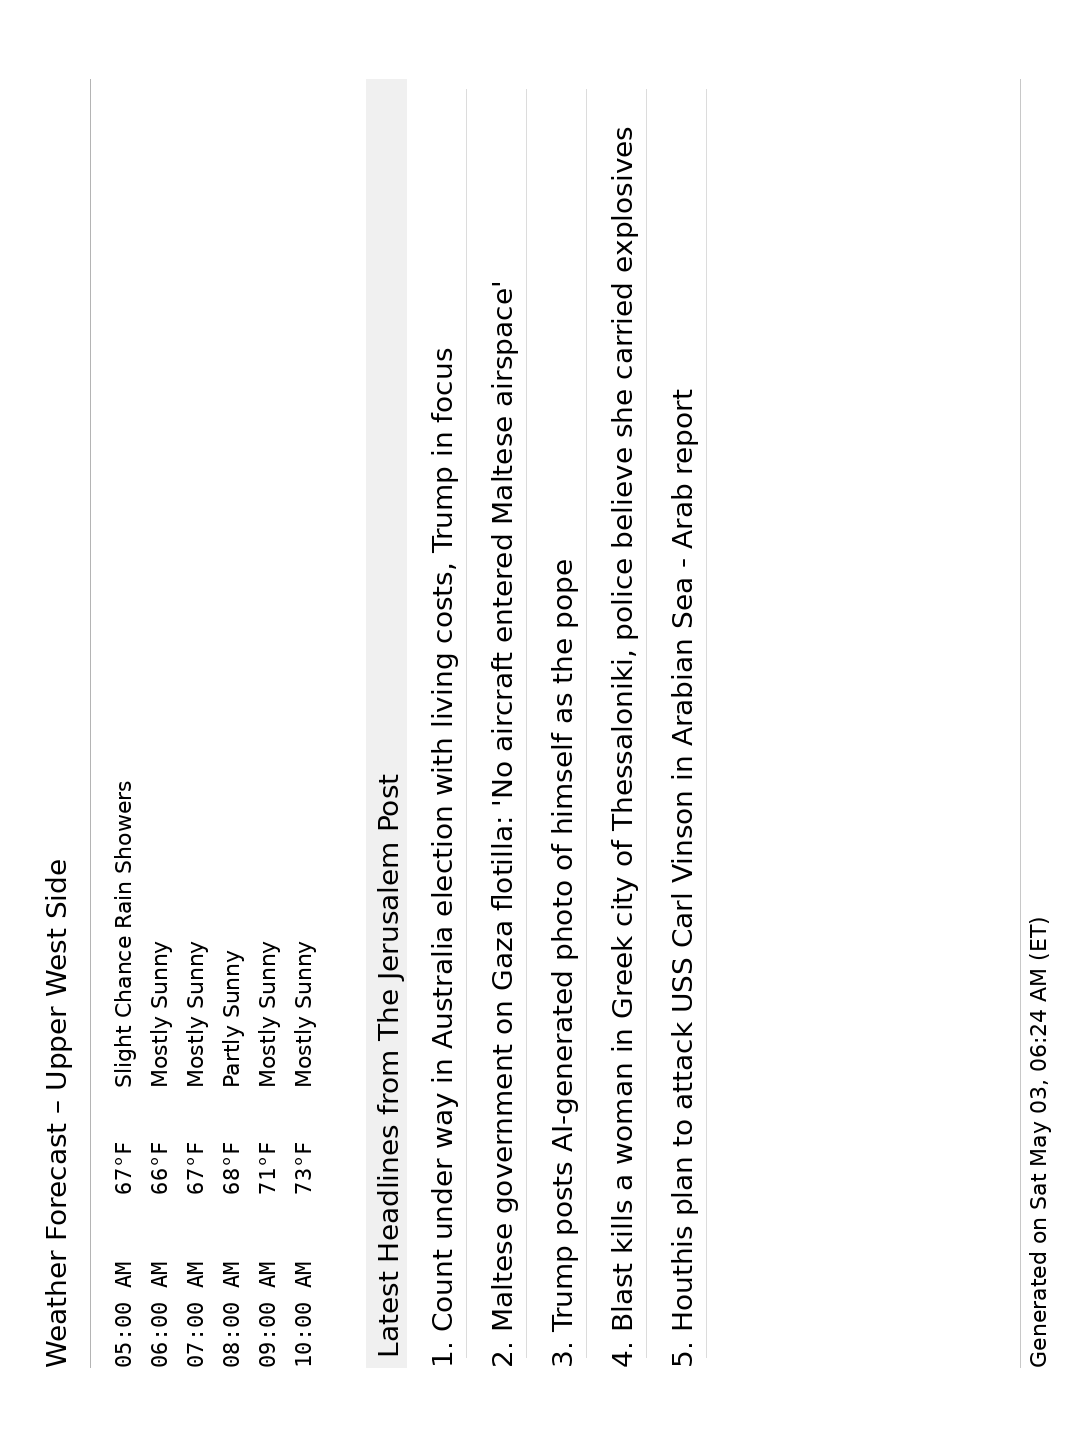 Weather Forecast – Upper West Side
05:00 AM 67°F Slight Chance Rain Showers
06:00 AM 66°F Mostly Sunny
07:00 AM 67°F Mostly Sunny
08:00 AM 68°F Partly Sunny
09:00 AM 71°F Mostly Sunny
10:00 AM 73°F Mostly Sunny
Latest Headlines from The Jerusalem Post
1. Count under way in Australia election with living costs, Trump in focus
2. Maltese government on Gaza flotilla: 'No aircraft entered Maltese airspace'
3. Trump posts AI-generated photo of himself as the pope
4. Blast kills a woman in Greek city of Thessaloniki, police believe she carried explosives
5. Houthis plan to attack USS Carl Vinson in Arabian Sea - Arab report
Generated on Sat May 03, 06:24 AM (ET)